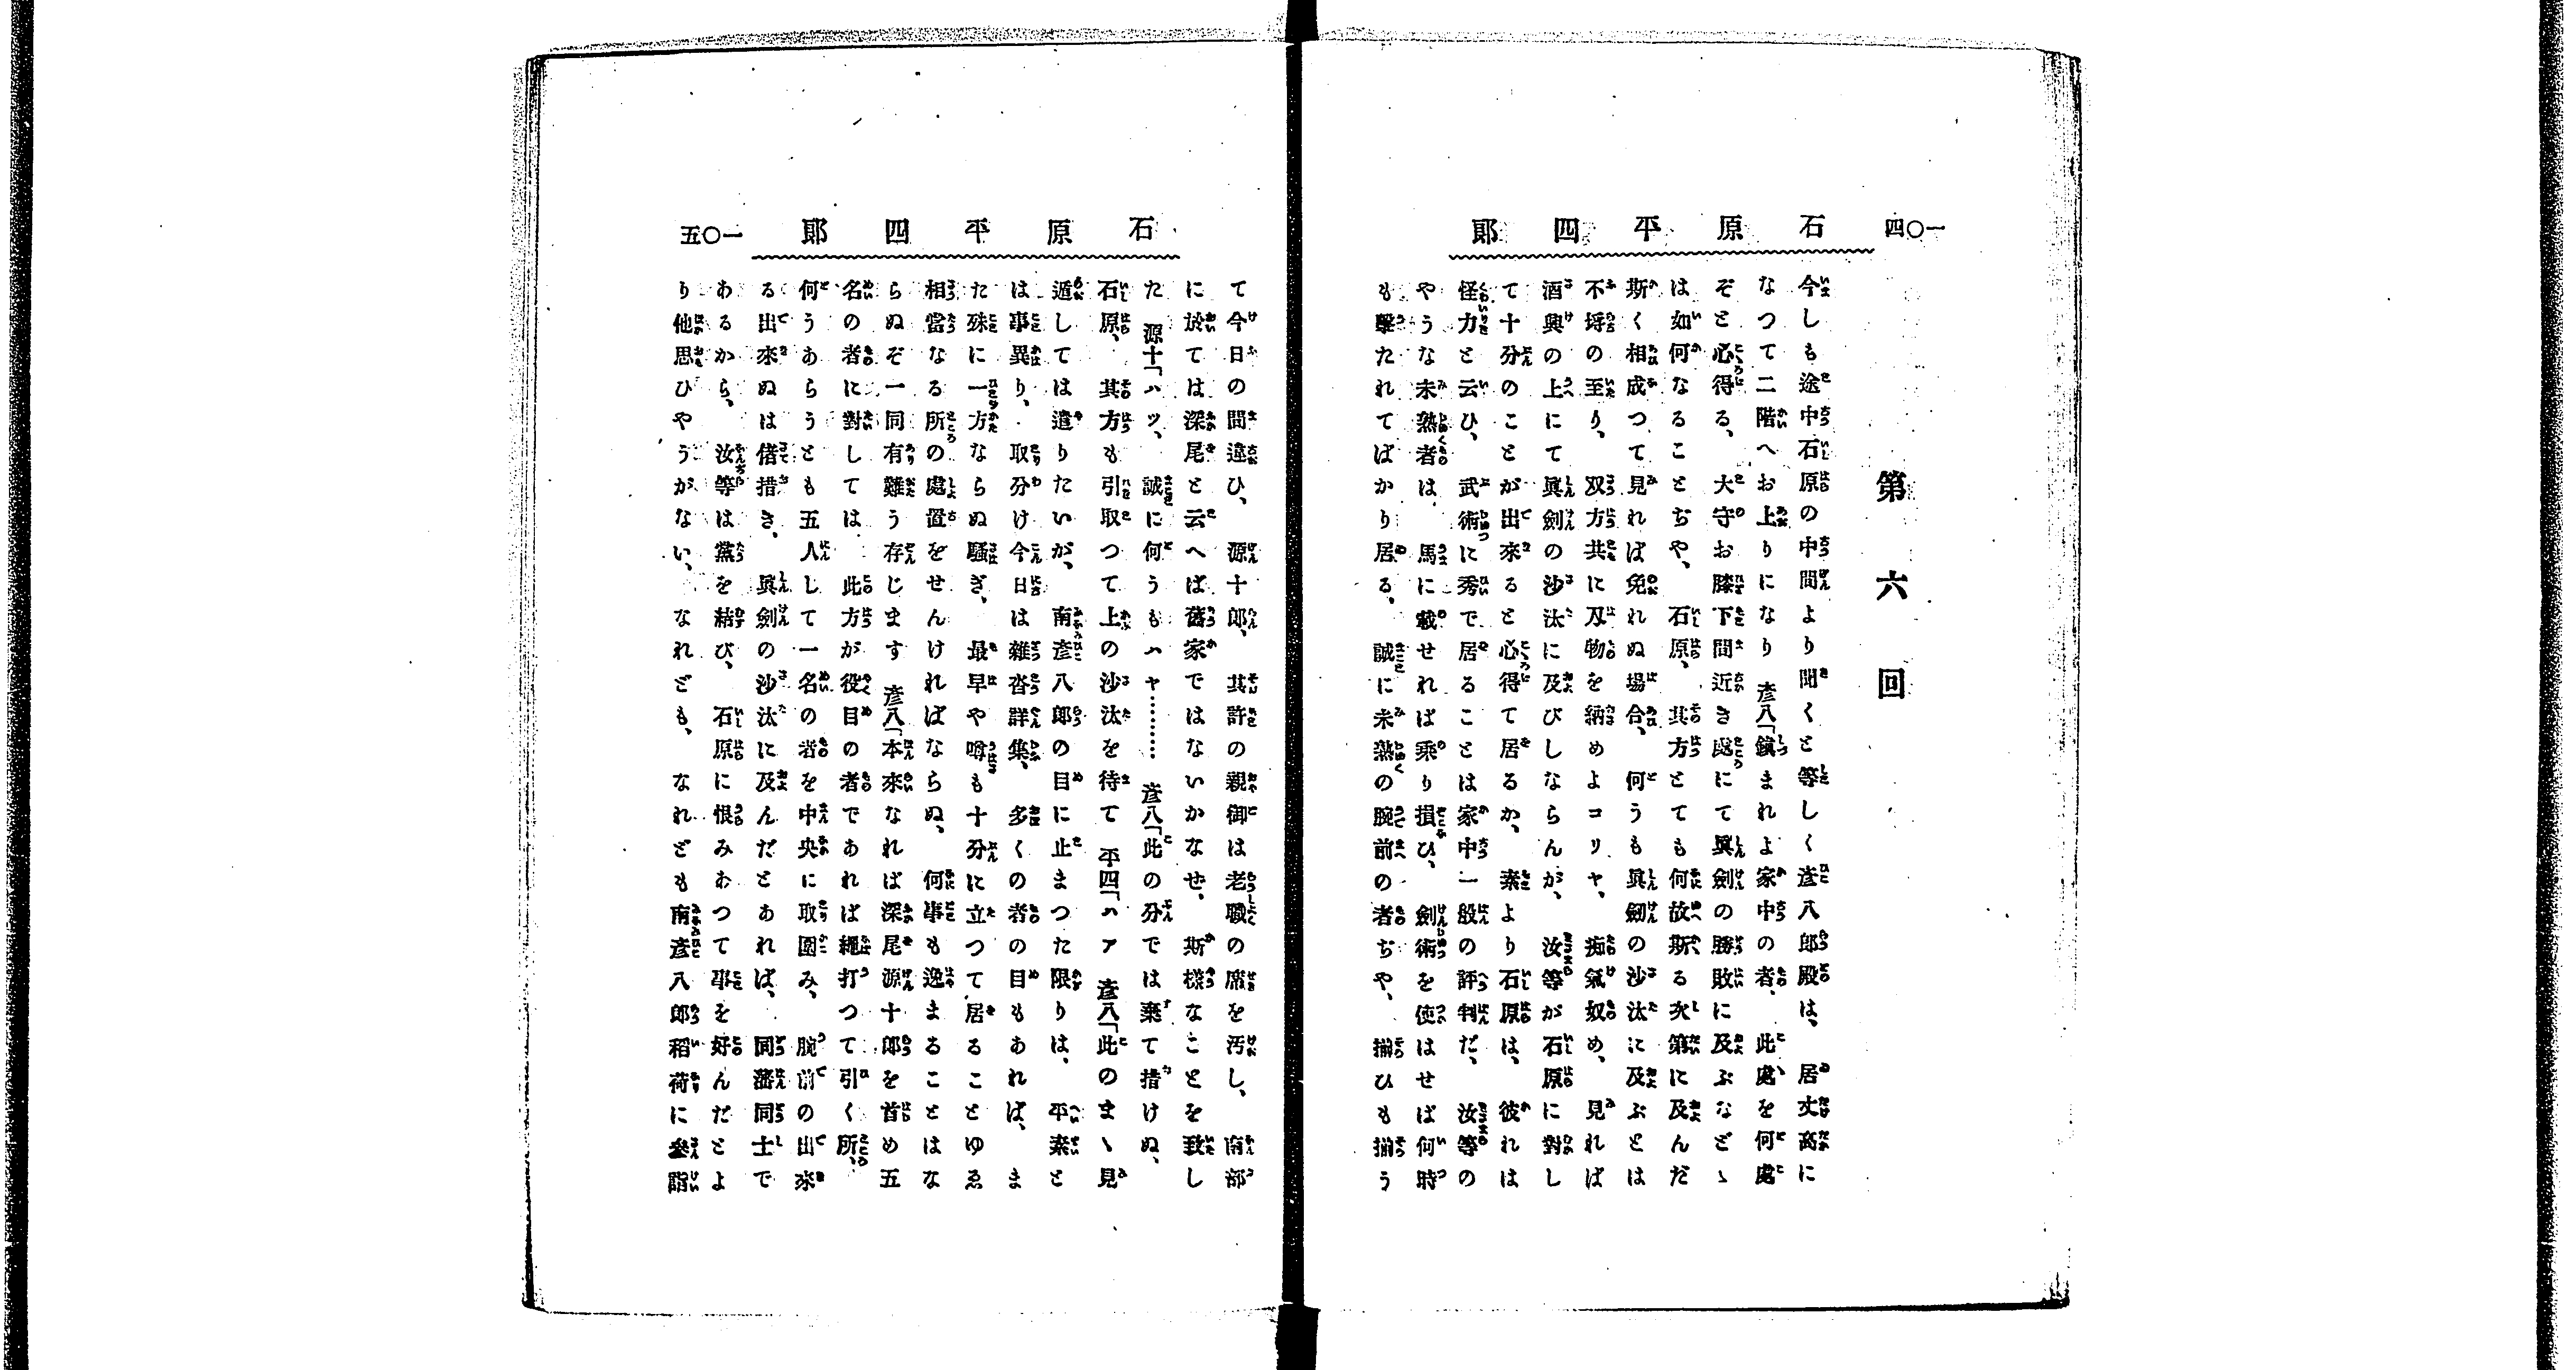 四〇一
石原平四郎
第六回
今しも途中石原の中間より聞くと等しく彦八郎殿は、居丈高に
なつて二階へお上りになり 彦八「鎭まれよ家中の者、此處を何處
ぞと心得る、大守お膝下間近き處にて眞劍の勝敗に及ぶなどゝ
は如何なることぢや、石原、其方とても何故斯る次第に及んだ
斯く相成つて見れば免れぬ場合、何うも眞劒の沙汰に及ぶとは
不埓の至り、双方共に刄物を納めよコリヤ、痴氣奴め、見れば
酒興の上にて眞劍の沙汰に及びしならんが、汝等が石原に對し
て十分のことが出來ると心得て居るか、素より石原は、彼れは
怪力と云ひ、武術に秀いで居ることは家中一般の評判だ、汝等の
やうな未熟者は、馬に載せれば乘り損ひ、劍術を使はせば何時
も擊たれてばかり居る、誠に未熟の腕前の者ぢや、揃ひも揃う
五〇一
石原平四郎
て今日の間違ひ、源十郎、其許の親御は老職の席を汚し、南部
に於ては深尾と云へば舊家ではないかなせ、斯樣なことを致し
た 源十「ハツ、誠に何うもハヤ……… 彦八「此の分では棄て措けぬ、
石原、其方も引取つて上の沙汰を待て 平四「ハア 彦八「此のまゝ見
遁しては遣りたいが、南彦八郎の目に止まつた限りは、平素と
は事異り、取分け今日は雜沓群集、多くの者の目もあれば、ま
た殊に一方ならぬ騷ぎ、最早や噂も十分に立つて居ることゆゑ
相當なる所の處置をせんければならぬ、何事も逸まることはな
らぬぞ一同有難う存じます 彦八「本來なれば深尾源十郎を首め五
名の者に對しては此方が役目の者であれば繩打つて引く所、
何うあらうとも五人して一名の者を中央に取圍み、腕前の出來
る出來ぬは偖措き、眞劍の沙汰に及んだとあれば、同藩同士で
あるから、汝等は黨を結び、石原に恨みあつて事を好んだとよ
り他思ひやうがない、なれども、なれども南彦八郎稻荷に參詣